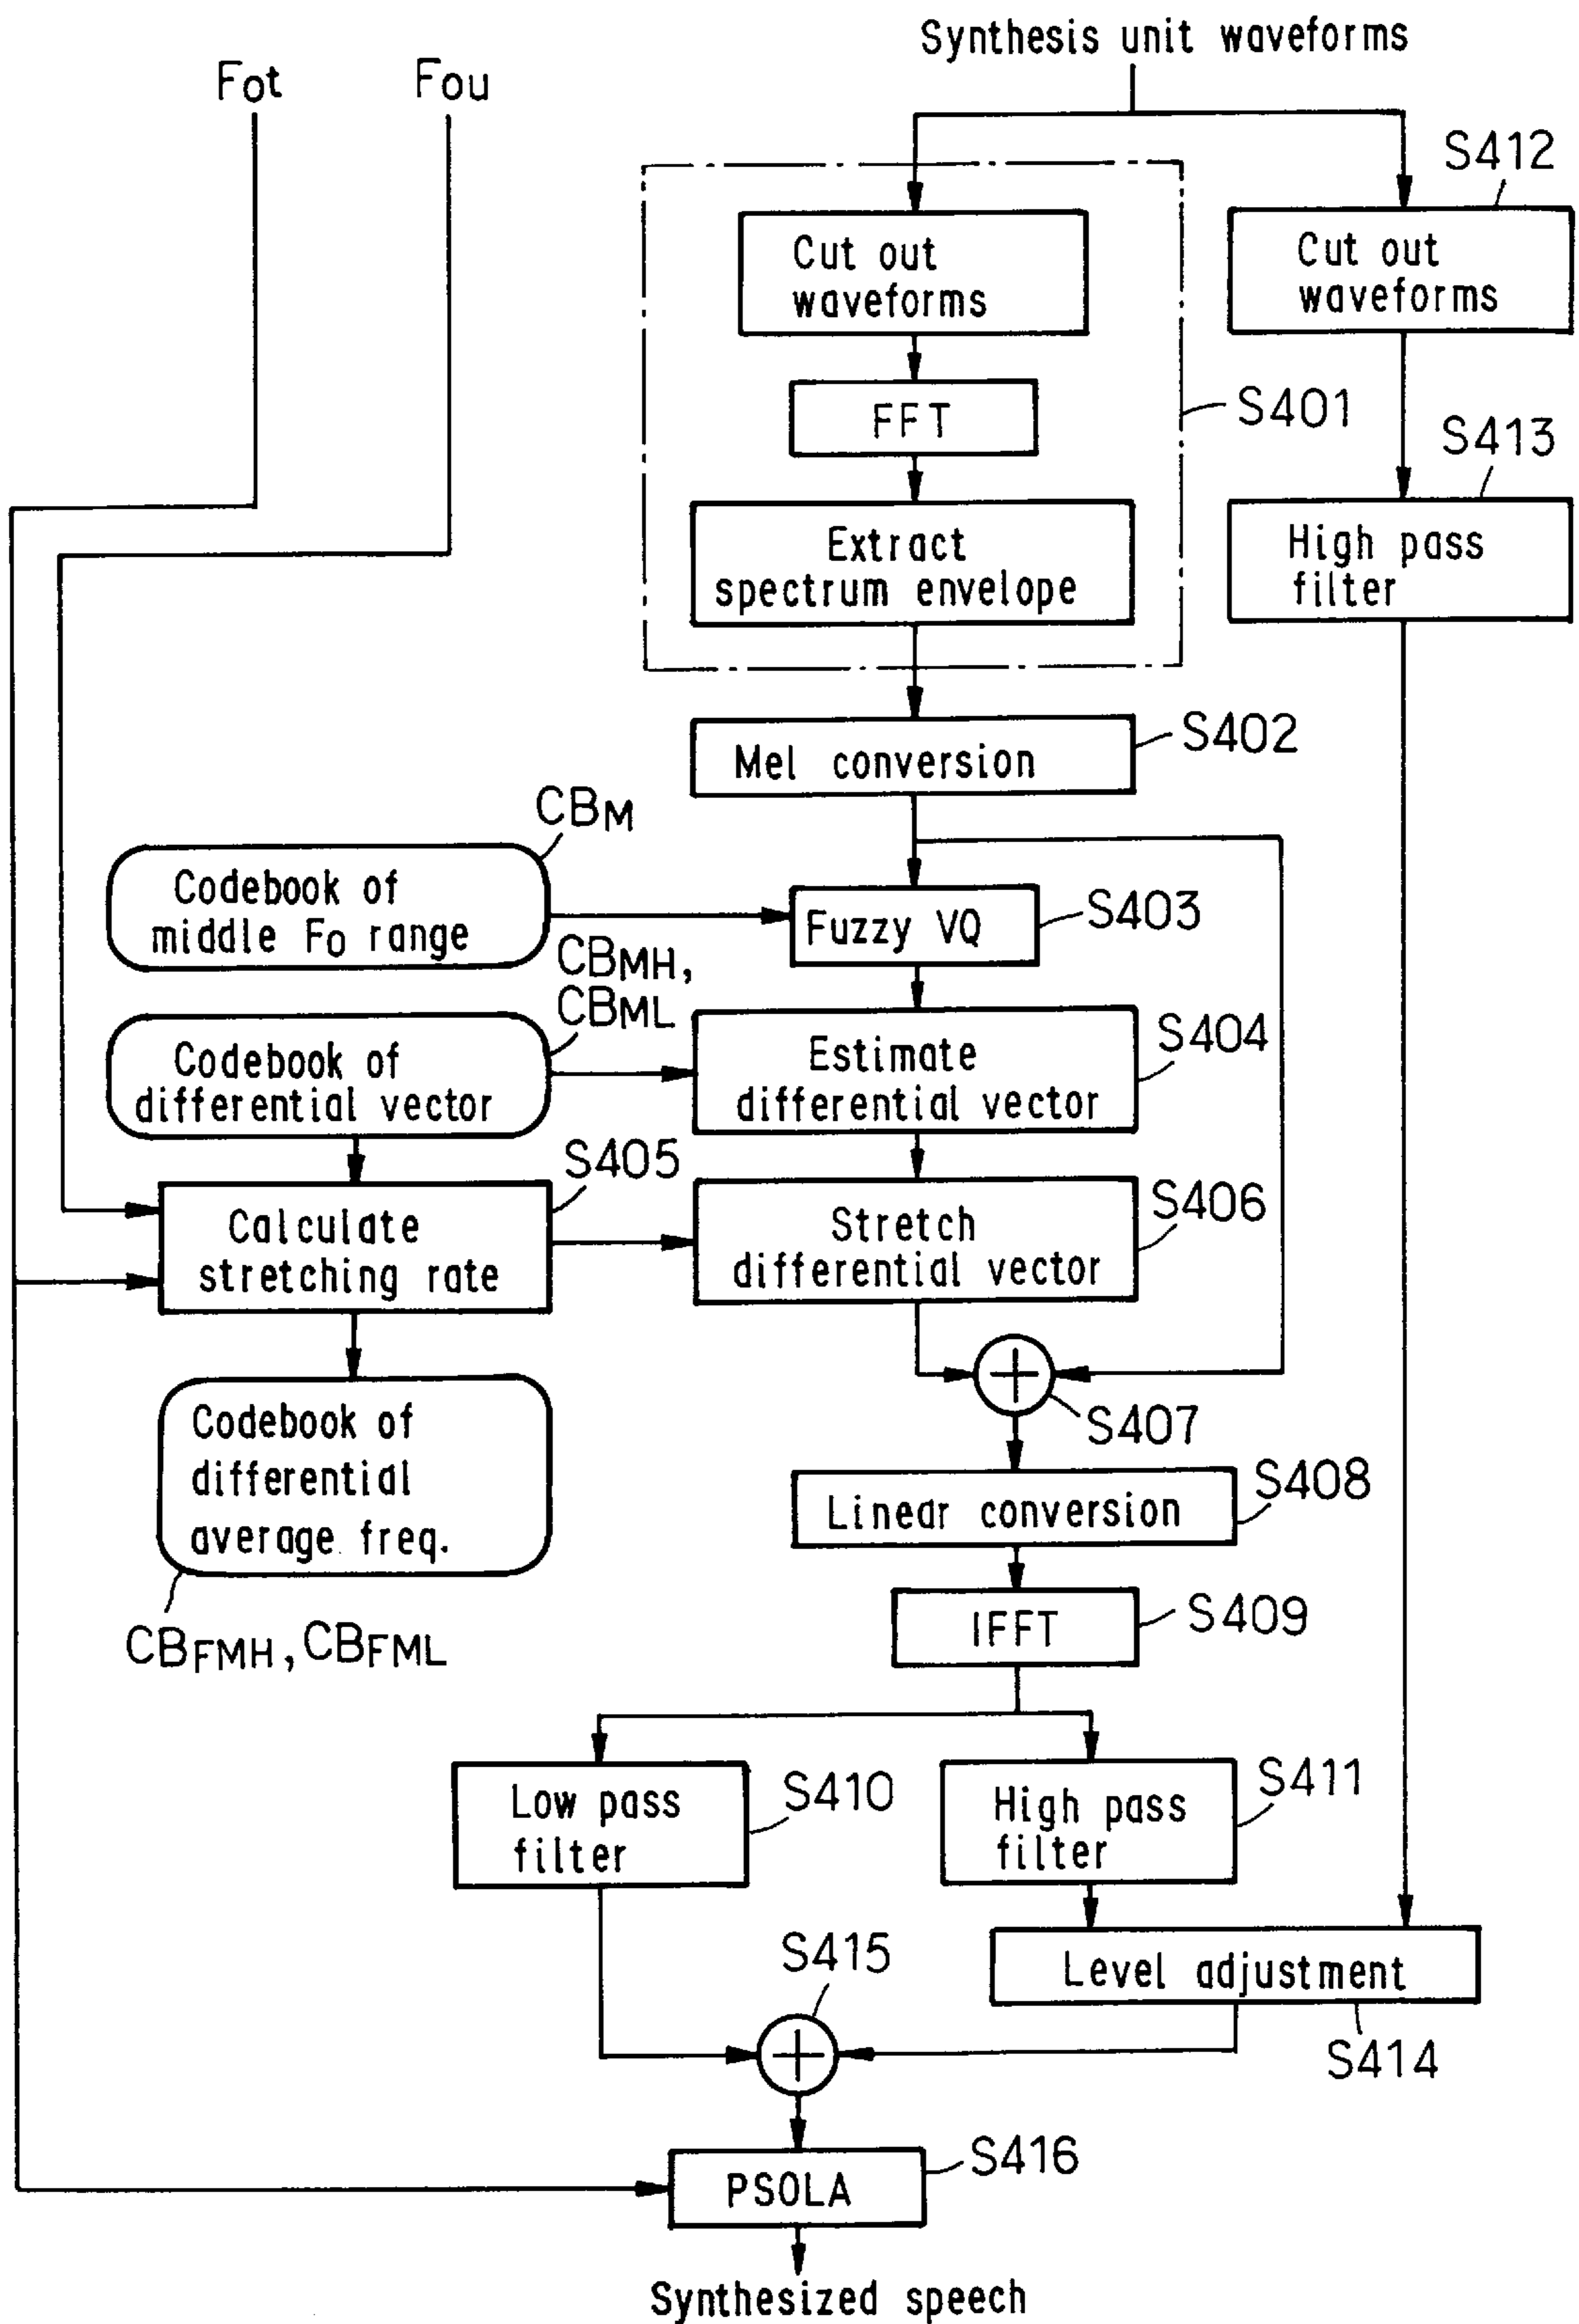 Synthesis unit waveforms
Fot
Fou
S412
Cut out
waveforms
Cut out
waveforms
FFT
S401
S413
Extract
spectrum envelope
High pass
filter
Mel conversion
S402
CBM
Codebook of
middle Fo range
Fuzzy VQ
S403
CBMH,
CBML
Codebook of
differential vector
Estimate
differential vector
S404
S405
Calculate
stretching rate
Stretch
differential vector
S406
S407
Codebook of
differential
average freq.
CBFMH, CBFML
Linear conversion
S408
IFFT
S409
Low pass
filter
S410
High pass
filter
S411
Level adjustment
S414
S415
PSOLA
S416
Synthesized speech